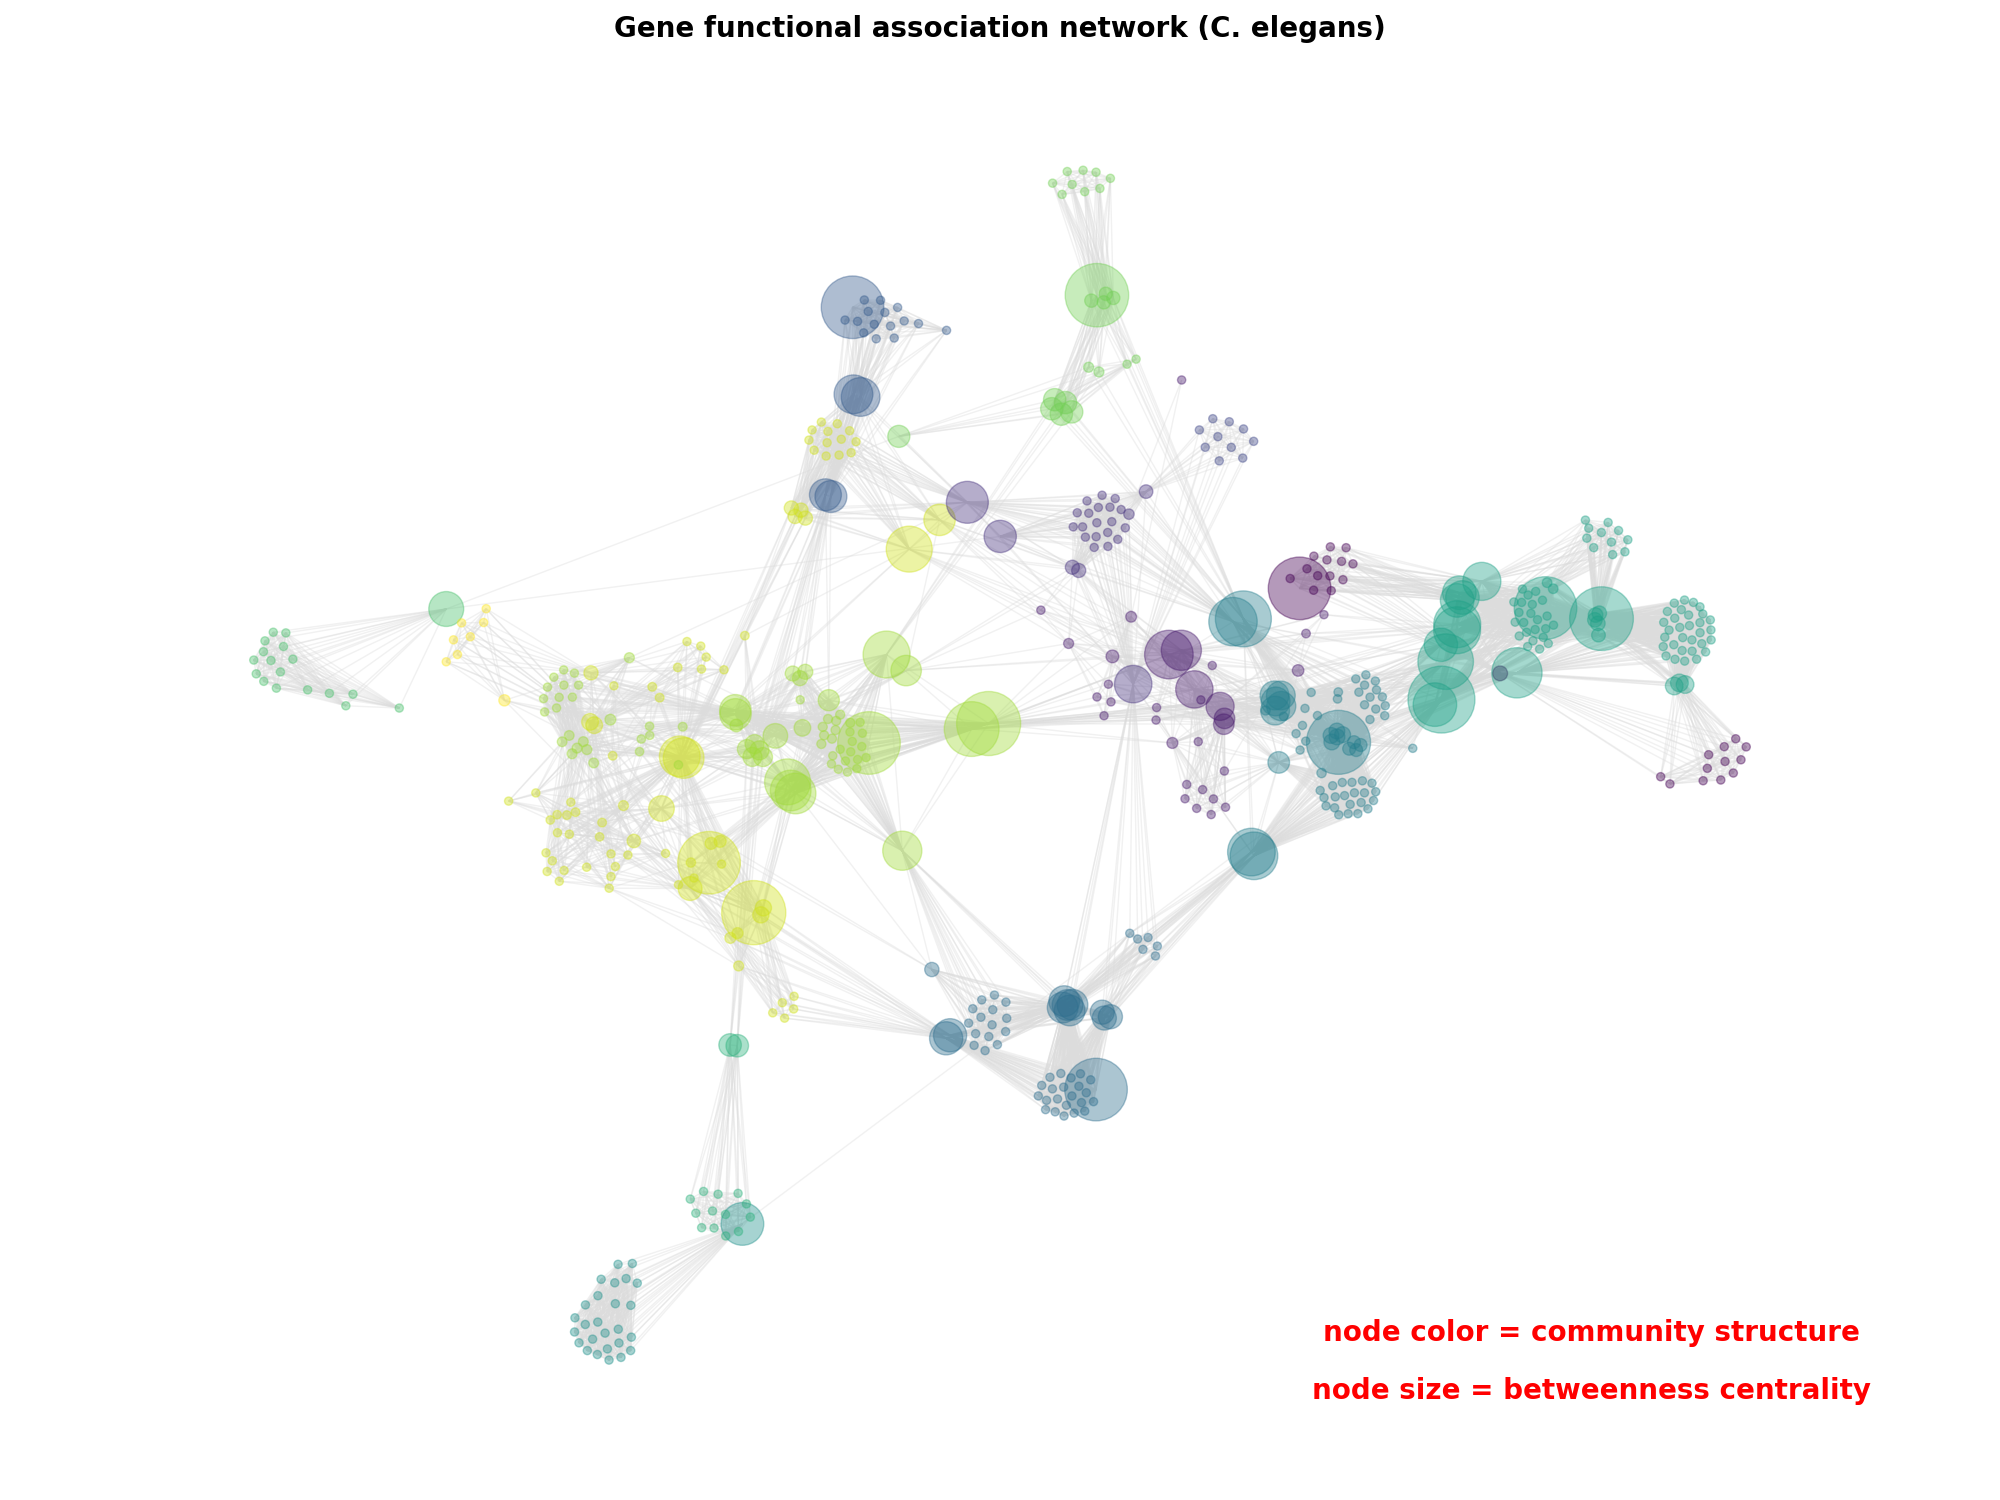 Gene functional association network (C. elegans)
node color = community structure
node size = betweenness centrality